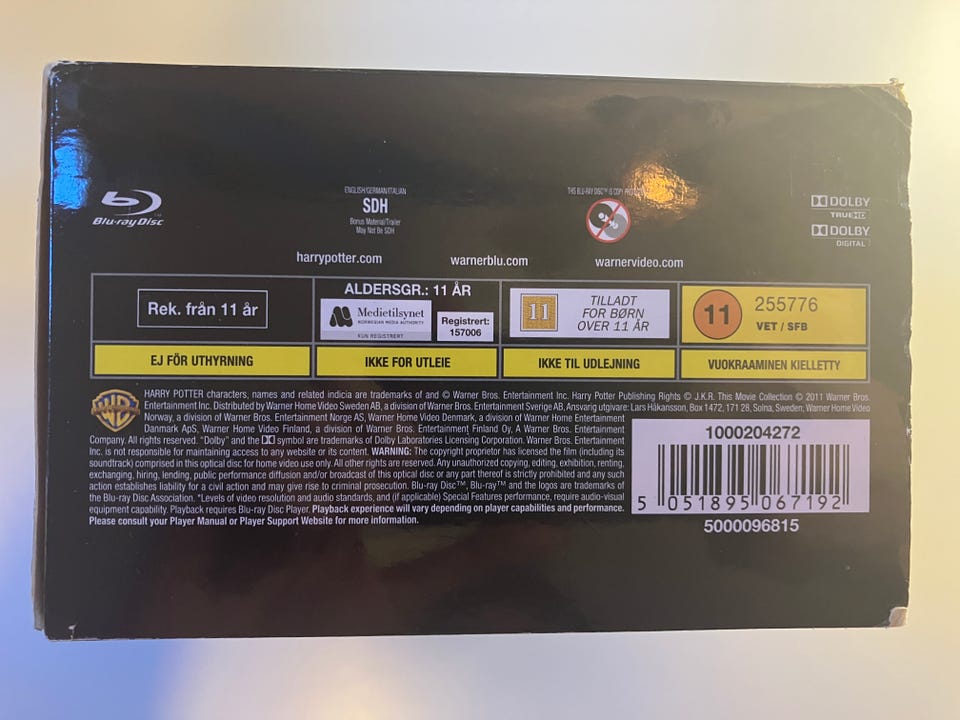 Blu-ray Disc
ENGLISH/GERMAN/ITALIAN
SDH
Bonus Material/Trailer
May Not Be SDH
THIS BLU-RAY DISC™ IS COPY
DOLBY
TRUEHD
DOLBY
DIGITAL
harrypotter.com
warnerblu.com
warnervideo.com
Rek. från 11 år
ALDERSGR.: 11 ÅR
Medietilsynet
NORWEGIAN MEDIA AUTHORITY
KUN REGISTRERT
Registrert:
157006
11
TILLADT
FOR BØRN
OVER 11 ÅR
11
255776
VET / SFB
EJ FÖR UTHYRNING
IKKE FOR UTLEIE
IKKE TIL UDLEJNING
VUOKRAAMINEN KIELLETTY
WB
HARRY POTTER characters, names and related indicia are trademarks of and © Warner Bros. Entertainment Inc. Harry Potter Publishing Rights © J.K.R. This Movie Collection © 2011 Warner Bros.
Entertainment Inc. Distributed by Warner Home Video Sweden AB, a division of Warner Bros. Entertainment Sverige AB, Ansvarig utgivare: Lars Håkansson, Box 1472, 171 28, Solna, Sweden, Warner Home Video
Norway, a division of Warner Bros. Entertainment Norge AS, Warner Home Video Denmark, a division of Warner Home Entertainment
Danmark ApS, Warner Home Video Finland, a division of Warner Bros. Entertainment Finland Oy, A Warner Bros. Entertainment
Company. All rights reserved. "Dolby" and the symbol are trademarks of Dolby Laboratories Licensing Corporation. Warner Bros. Entertainment
Inc. is not responsible for maintaining access to any website or its content. WARNING: The copyright proprietor has licensed the film (including its
soundtrack) comprised in this optical disc for home video use only. All other rights are reserved. Any unauthorized copying, editing, exhibition, renting,
exchanging, hiring, lending, public performance diffusion and/or broadcast of this optical disc or any part thereof is strictly prohibited and any such
action establishes liability for a civil action and may give rise to criminal prosecution. Blu-ray Disc™, Blu-ray™ and the logos are trademarks of
the Blu-ray Disc Association. *Levels of video resolution and audio standards, and (if applicable) Special Features performance, require audio-visual
equipment capability. Playback requires Blu-ray Disc Player. Playback experience will vary depending on player capabilities and performance.
Please consult your Player Manual or Player Support Website for more information.
1000204272
5 051895 067192
5000096815